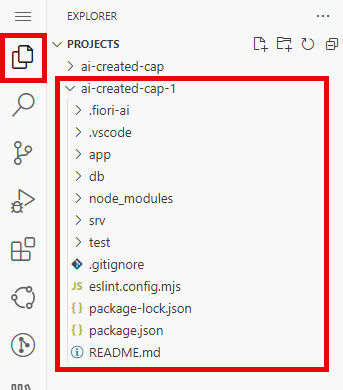 EXPLORER
PROJECTS
ai-created-cap
ai-created-cap-1
.fiori-ai
.vscode
app
db
node_modules
srv
test
.gitignore
JS eslint.config.mjs
{} package-lock.json
{} package.json
README.md